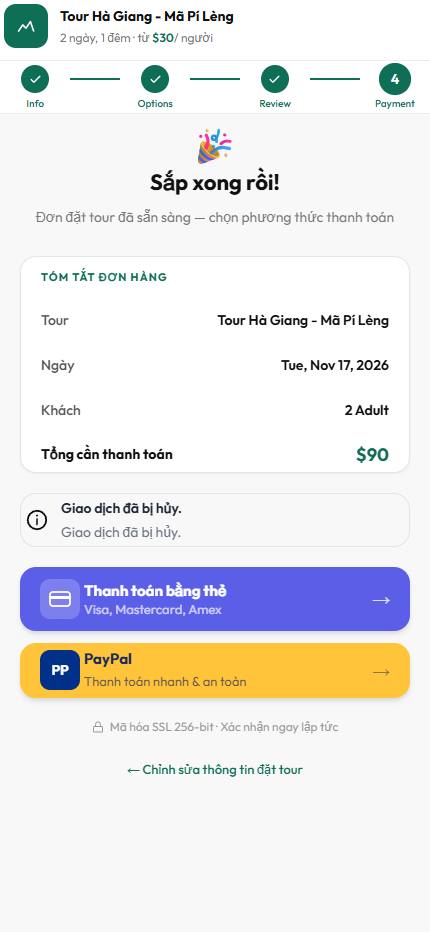 Tour Hà Giang - Mã Pí Lèng
2 ngày, 1 đêm · từ $30/ người
4
Info
Options
Review
Payment
Sắp xong rồi!
Đơn đặt tour đã sẵn sàng — chọn phương thức thanh toán
TÓM TẮT ĐƠN HÀNG
Tour Tour Hà Giang - Mã Pí Lèng
Ngày Tue, Nov 17, 2026
Khách 2 Adult
Tổng cần thanh toán $90
Giao dịch đã bị hủy.
Giao dịch đã bị hủy.
Thanh toán bằng thẻ
Visa, Mastercard, Amex
→
PP
PayPal
Thanh toán nhanh & an toàn
→
Mã hóa SSL 256-bit · Xác nhận ngay lập tức
← Chỉnh sửa thông tin đặt tour